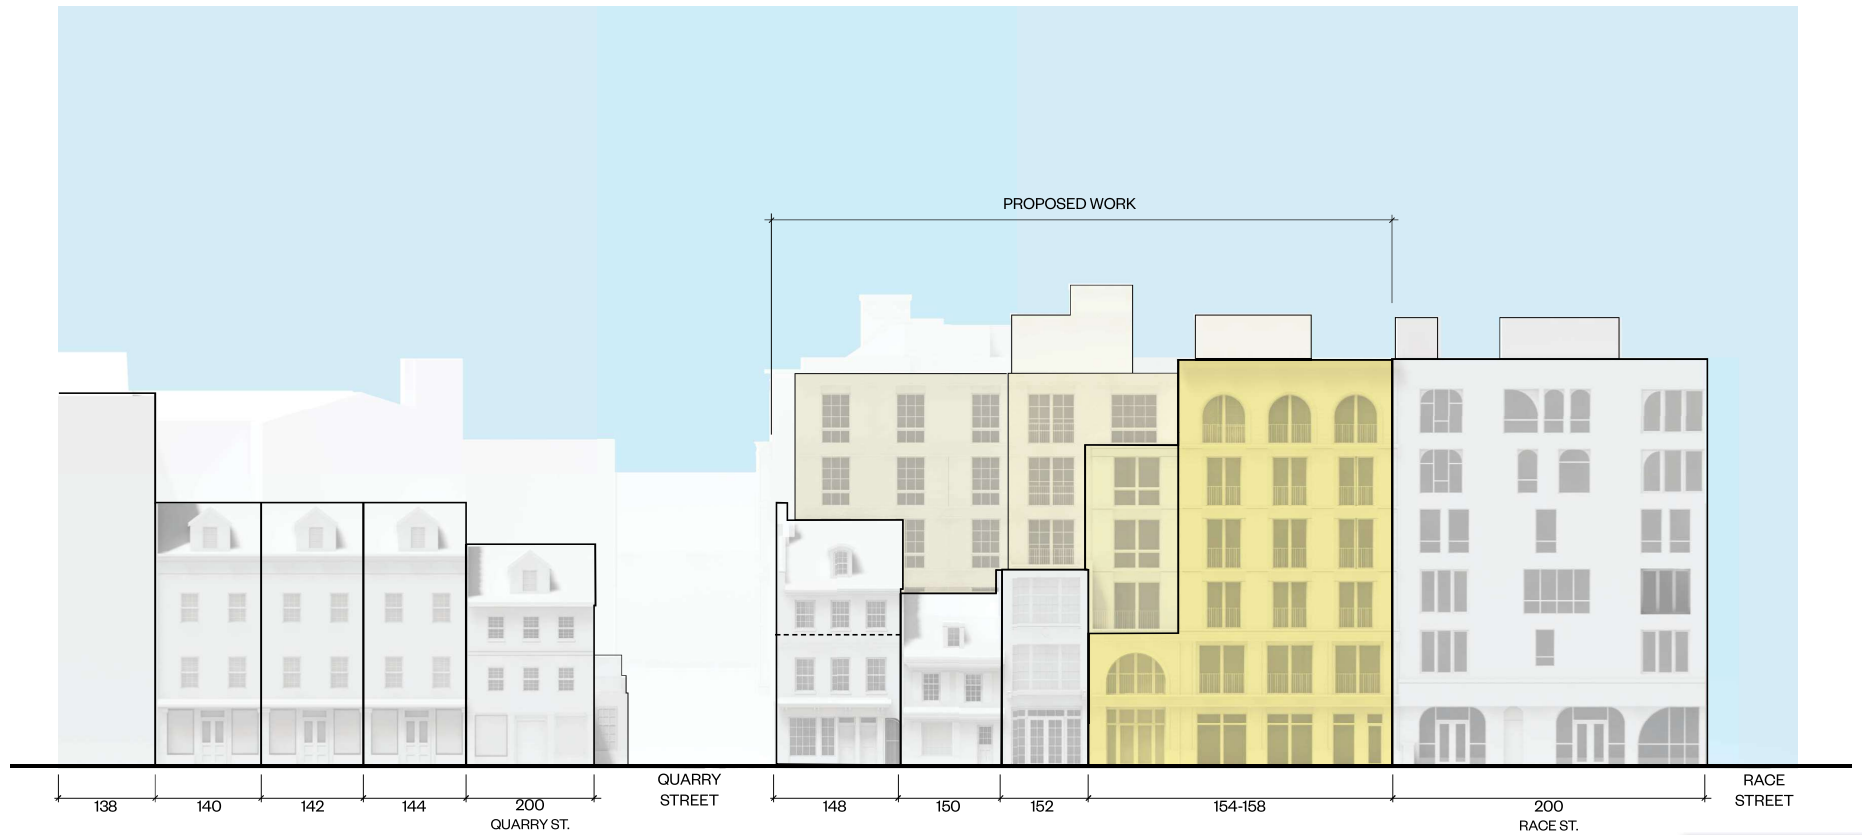 PROPOSED WORK
138
140
142
144
200
QUARRY ST.
QUARRY
STREET
148
150
152
154-158
200
RACE ST.
RACE
STREET